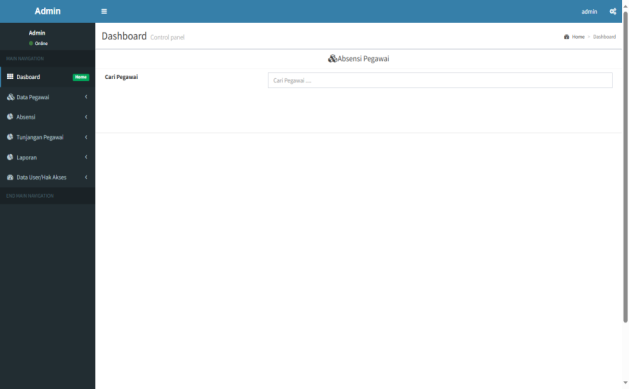 Admin
admin
Admin
Online
Dashboard Control panel
Home > Dashboard
MAIN NAVIGATION
Dasboard
Menu
Data Pegawai
Absensi
Tunjangan Pegawai
Laporan
Data User/Hak Akses
END MAIN NAVIGATION
Absensi Pegawai
Cari Pegawai
Cari Pegawai ....